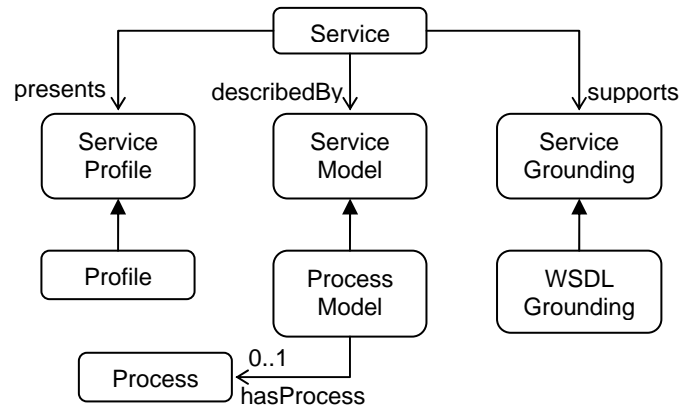 Service
presents
describedBy
supports
Service
Profile
Service
Model
Service
Grounding
Profile
Process
Model
WSDL
Grounding
Process
0..1
hasProcess